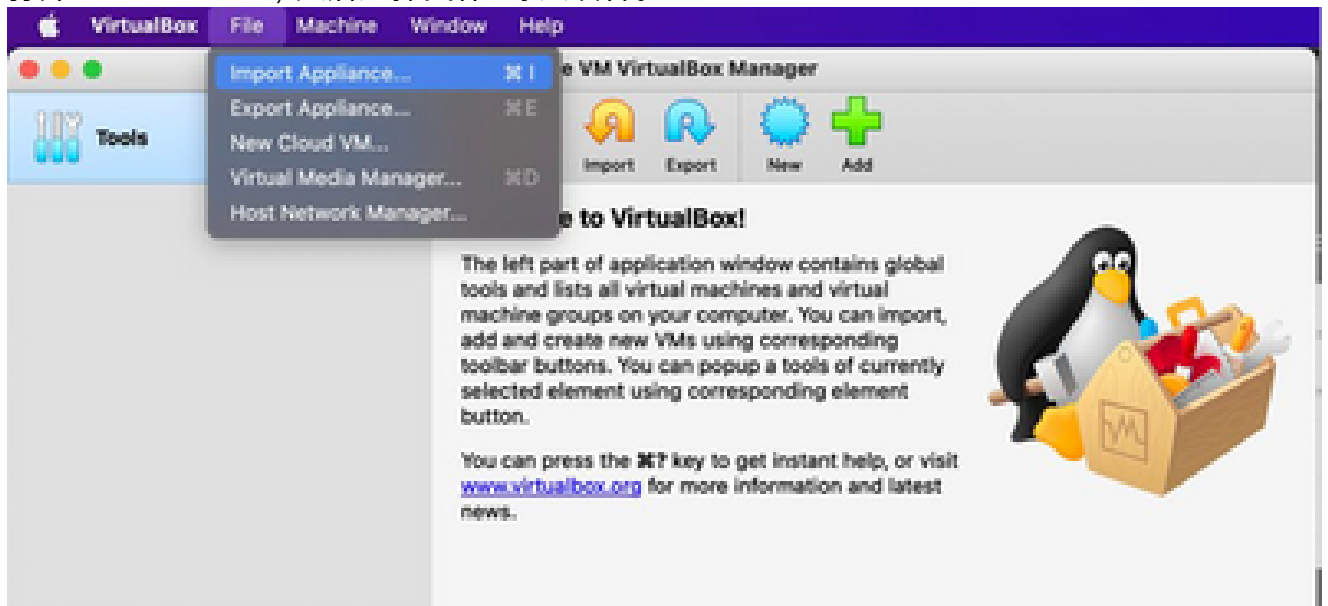 VirtualBox File Machine Window Help
e VM VirtualBox Manager
Import Appliance... ⌘ I
Export Appliance... ⌘ E
New Cloud VM...
Virtual Media Manager... ⌘ D
Host Network Manager...
Tools
Import Export New Add
e to VirtualBox!
The left part of application window contains global
tools and lists all virtual machines and virtual
machine groups on your computer. You can import,
add and create new VMs using corresponding
toolbar buttons. You can popup a tools of currently
selected element using corresponding element
button.
You can press the ⌘? key to get instant help, or visit
www.virtualbox.org for more information and latest
news.